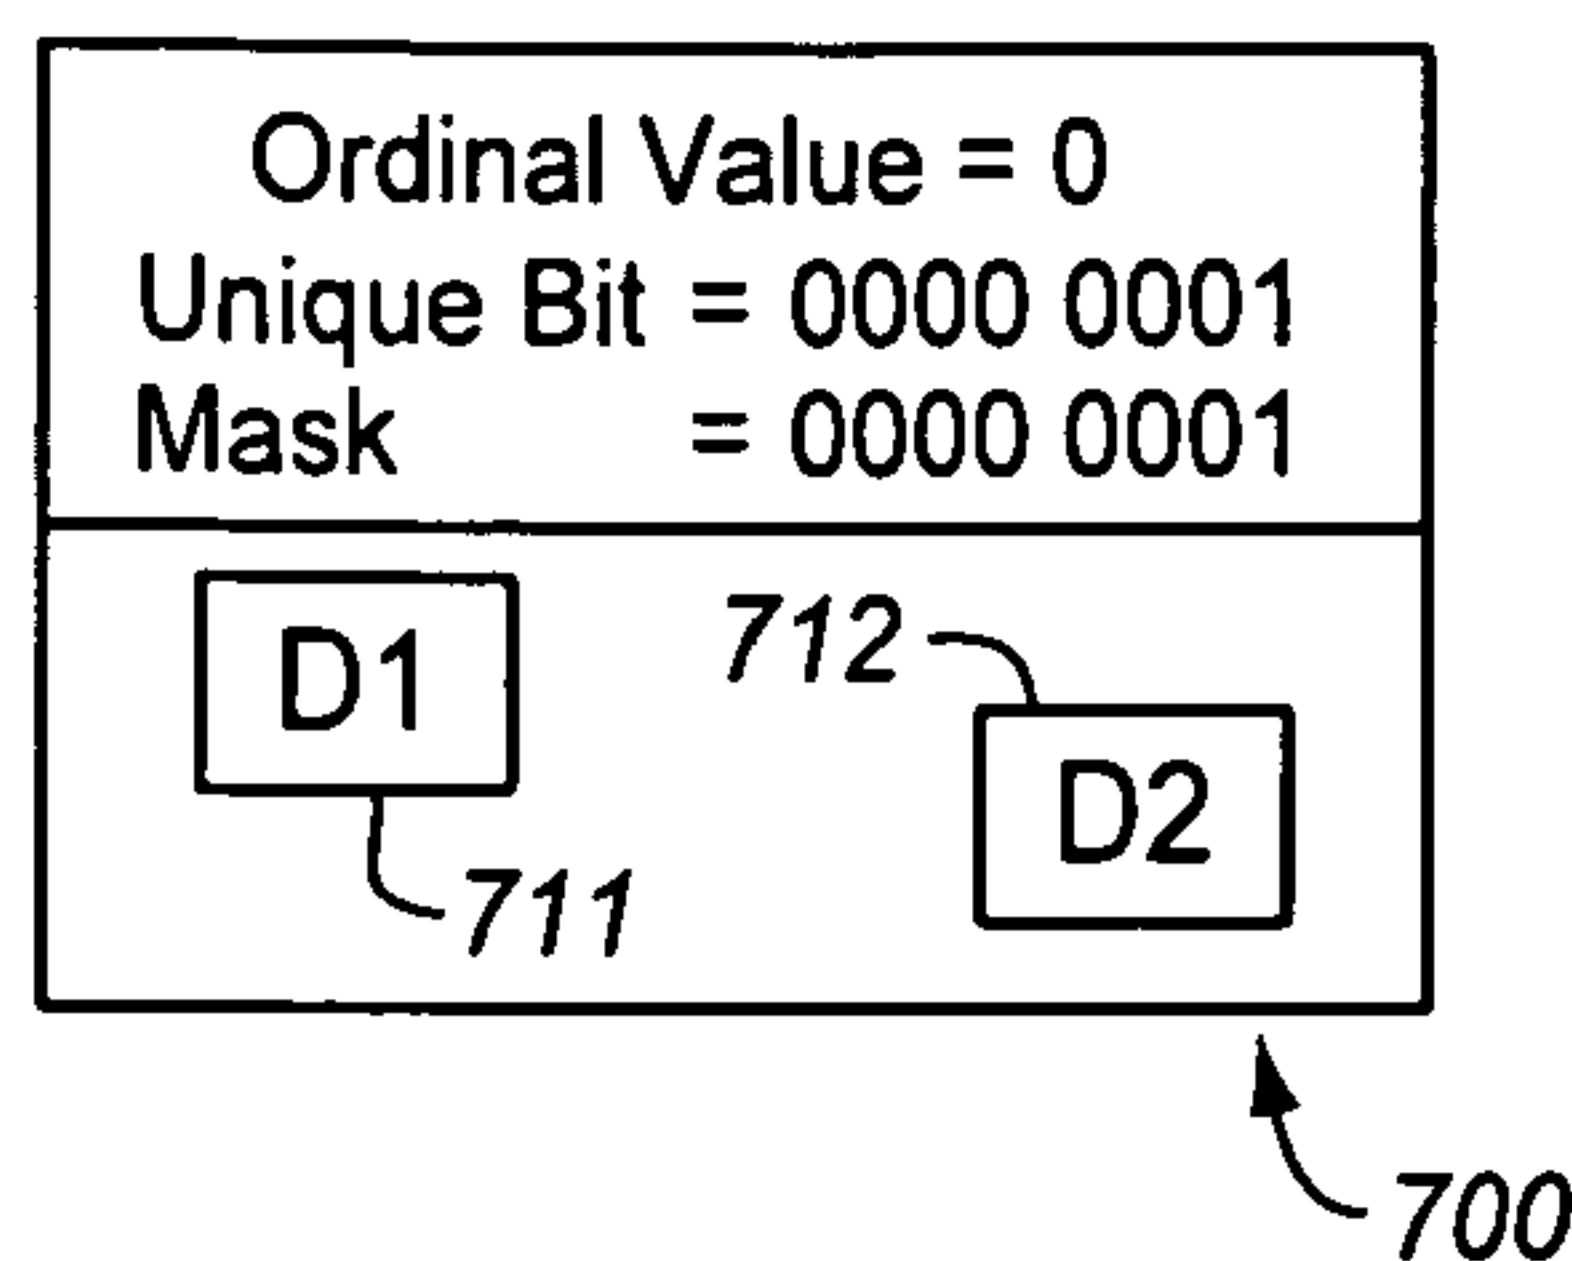 Ordinal Value = 0
Unique Bit = 0000 0001
Mask = 0000 0001
D1
712
D2
711
700